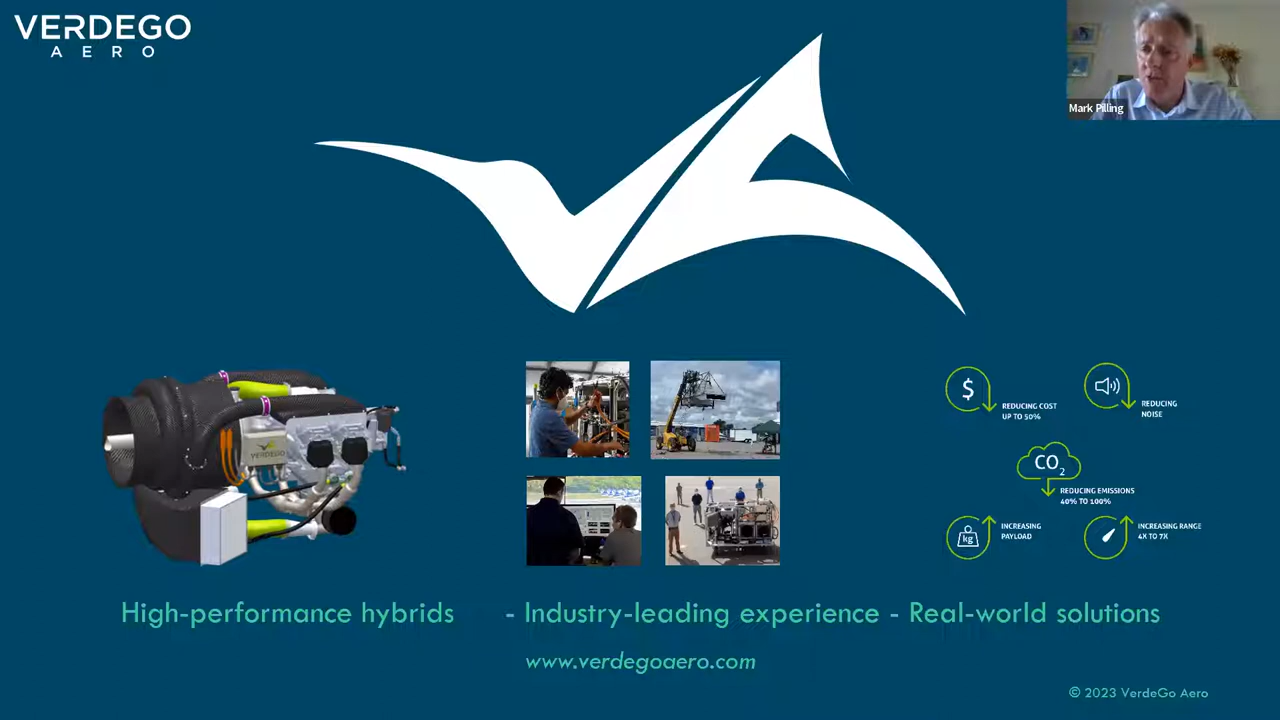 VERDEGO
AERO
Mark Pilling
VERDEGO
$
REDUCING COST
UP TO 50%
REDUCING
NOISE
CO2
REDUCING EMISSIONS
40% TO 100%
kg
INCREASING
PAYLOAD
INCREASING RANGE
4X TO 7X
High-performance hybrids - Industry-leading experience - Real-world solutions
www.verdegoaero.com
© 2023 VerdeGo Aero